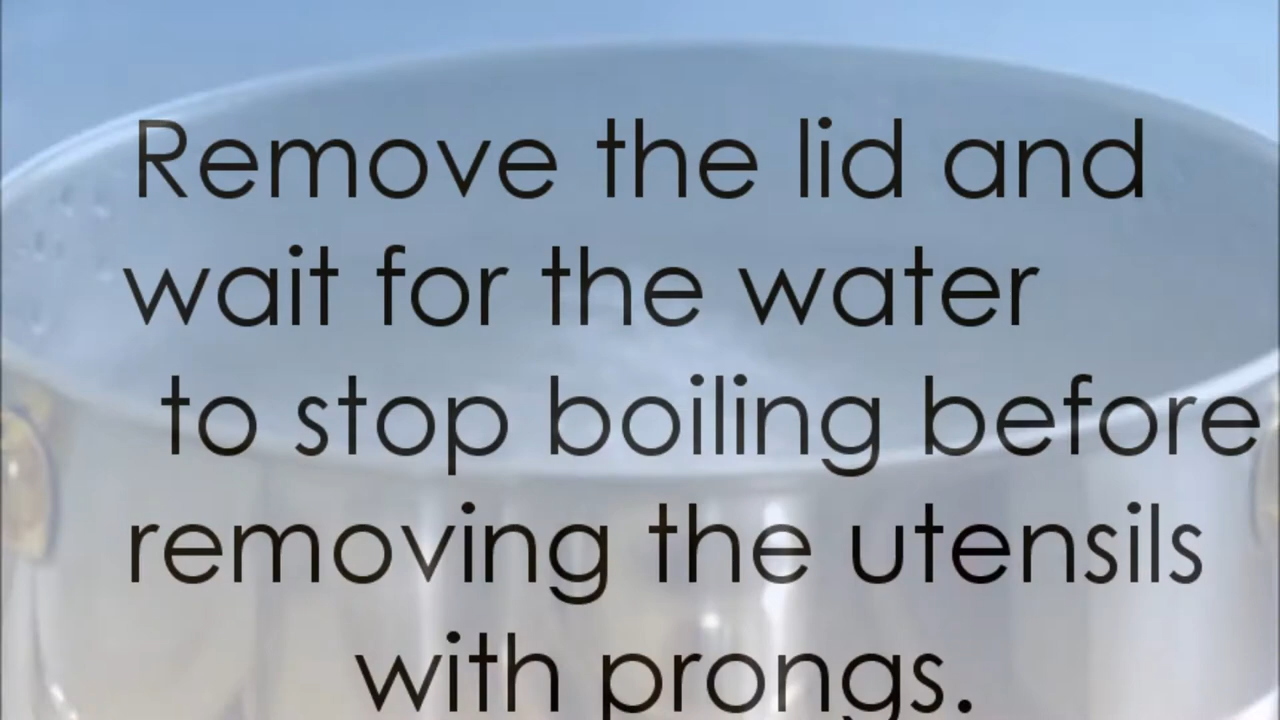 Remove the lid and
wait for the water
to stop boiling before
removing the utensils
with prongs.